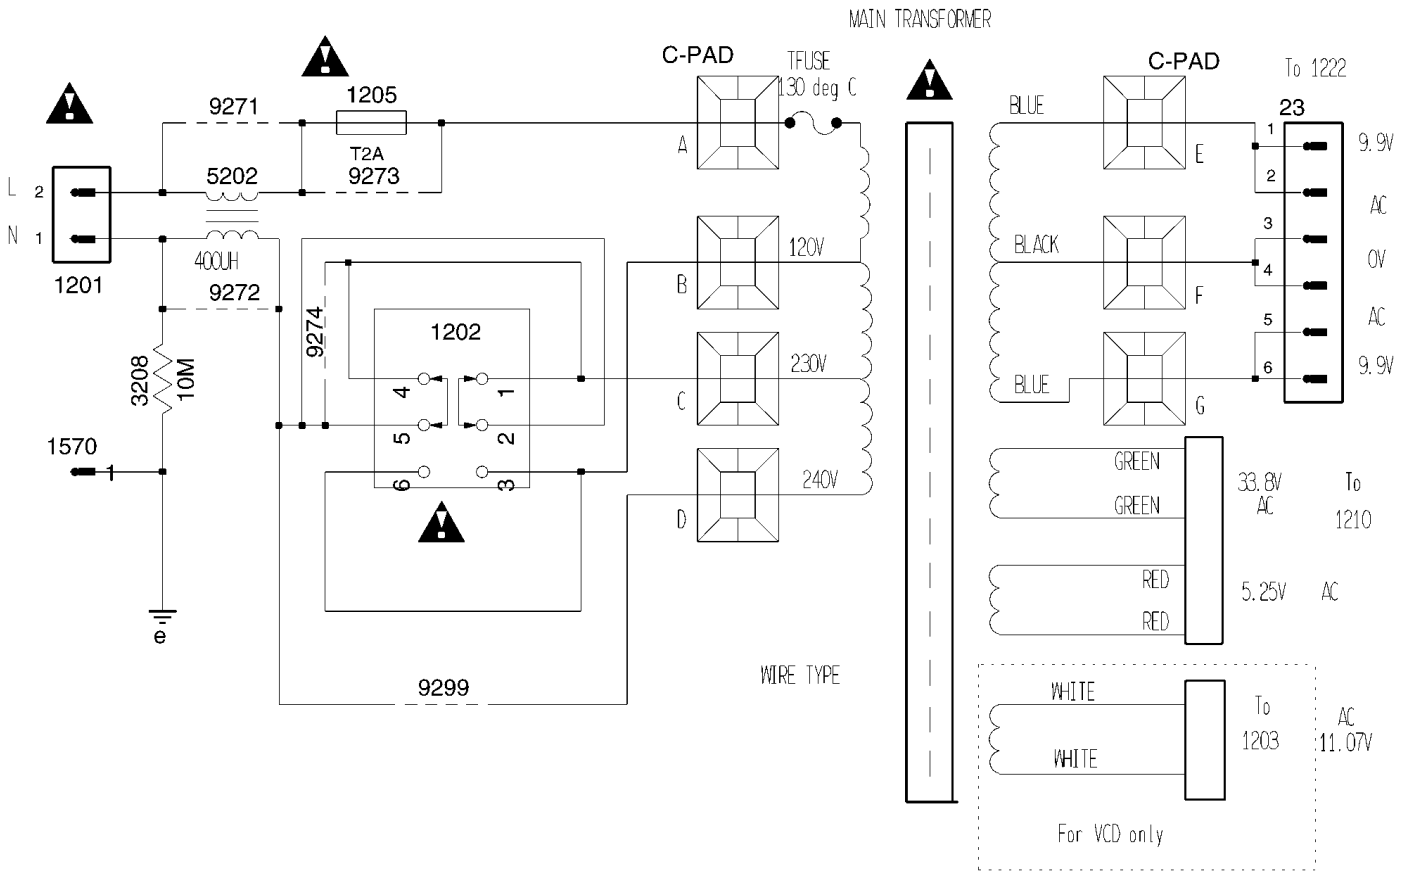 MAIN TRANSFORMER
C-PAD
TFUSE
130 deg C
C-PAD
To 1222
9271
1205
T2A
9273
BLUE
23
1
2
3
4
5
6
9.9V
AC
0V
AC
9.9V
A
E
L 2
N 1
1201
5202
400UH
9272
9274
1202
4
5
6
1
2
3
120V
230V
240V
B
C
D
BLACK
BLUE
F
G
3208
10M
1570
1
e
GREEN
GREEN
33.8V
AC
To
1210
RED
RED
5.25V AC
9299
WIRE TYPE
WHITE
WHITE
To
1203
AC
11.07V
For VCD only